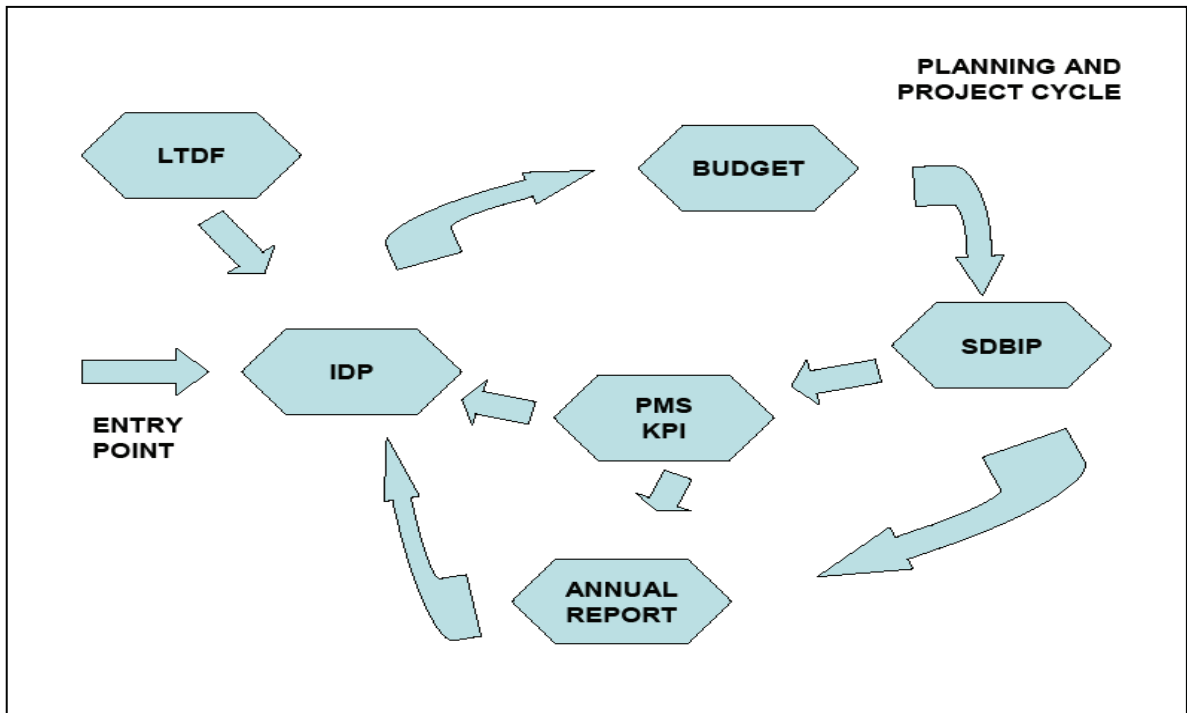 PLANNING AND
PROJECT CYCLE
LTDF
BUDGET
SDBIP
IDP
PMS
KPI
ENTRY
POINT
ANNUAL
REPORT